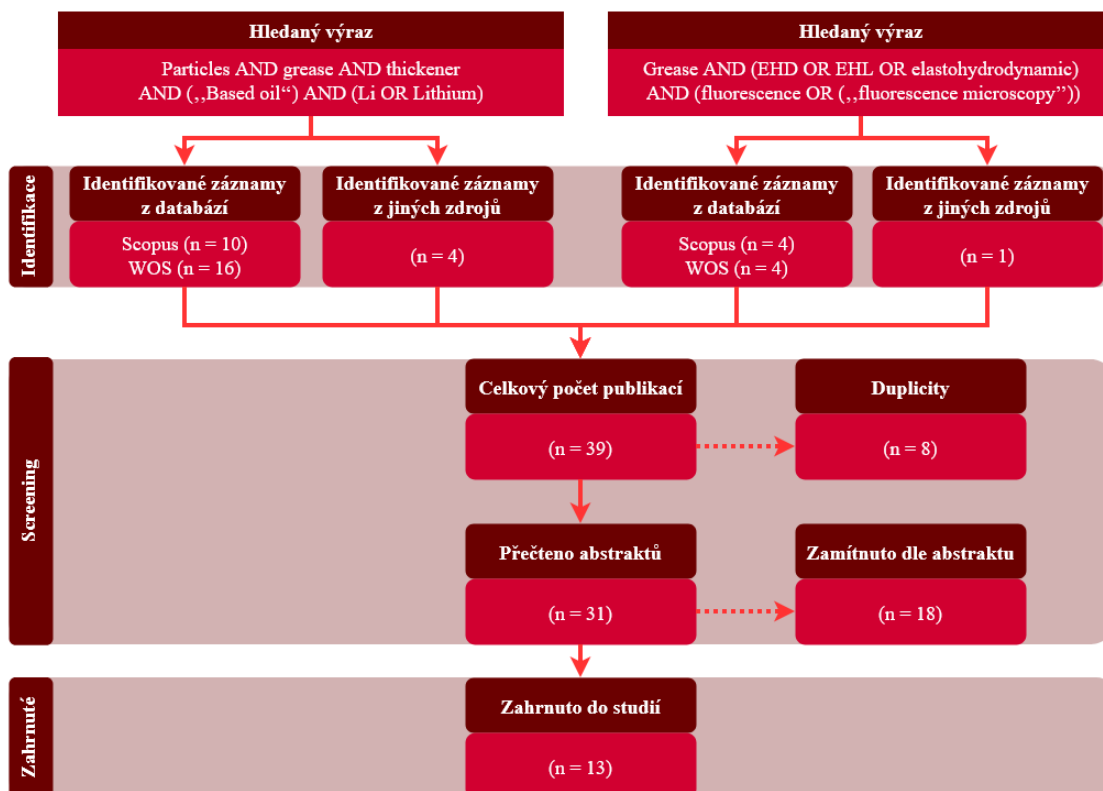 Hledaný výraz
Particles AND grease AND thickener
AND (,,Based oil“) AND (Li OR Lithium)
Hledaný výraz
Grease AND (EHD OR EHL OR elastohydrodynamic)
AND (fluorescence OR (,,fluorescence microscopy”))
Identifikace
Identifikované záznamy
z databází
Scopus (n = 10)
WOS (n = 16)
Identifikované záznamy
z jiných zdrojů
(n = 4)
Identifikované záznamy
z databází
Scopus (n = 4)
WOS (n = 4)
Identifikované záznamy
z jiných zdrojů
(n = 1)
Screening
Celkový počet publikací
(n = 39)
Duplicity
(n = 8)
Přečteno abstraktů
(n = 31)
Zamítnuto dle abstraktu
(n = 18)
Zahrnuté
Zahrnuto do studií
(n = 13)